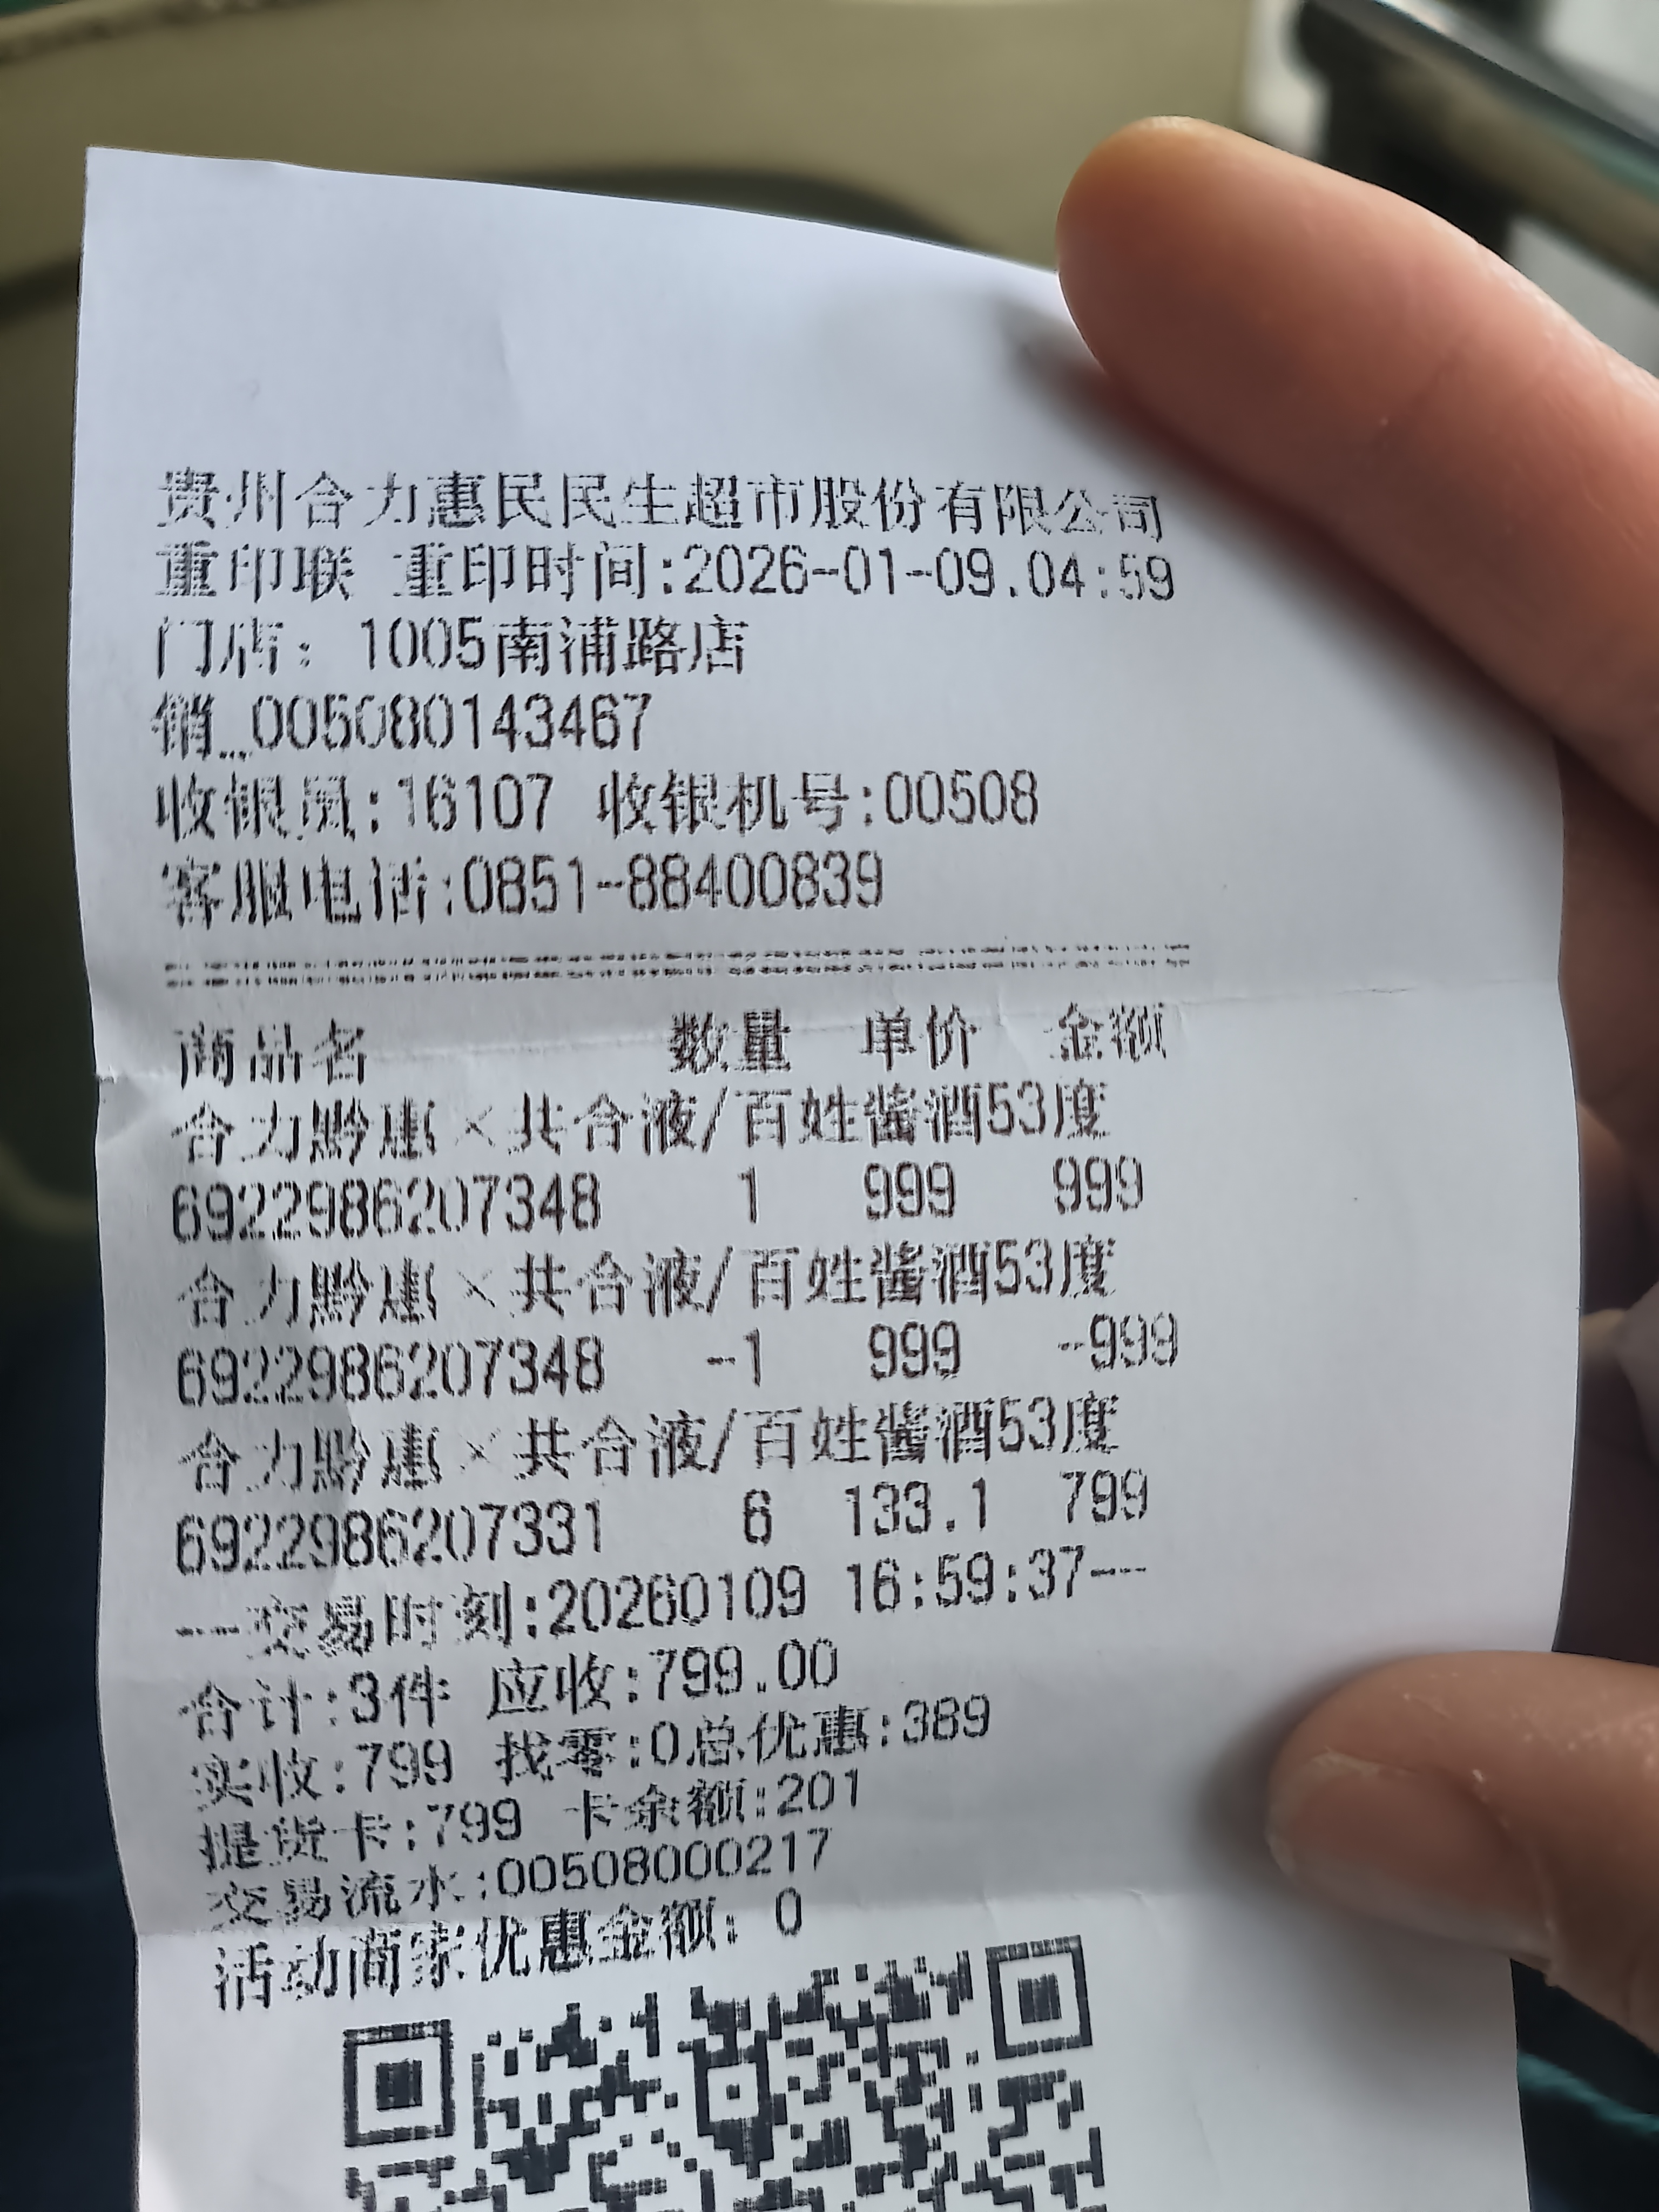 贵州合力惠民民生超市股份有限公司
重印联 重印时间:2026-01-09.04:59
门店: 1005南浦路店
销_005080143467
收银员:16107 收银机号:00508
客服电话:0851-88400839
商品名 数量 单价 金额
合力黔惠×共合液/百姓酱酒53度
6922986207348 1 999 999
合力黔惠×共合液/百姓酱酒53度
6922986207348 -1 999 -999
合力黔惠×共合液/百姓酱酒53度
6922986207331 6 133.1 799
--交易时刻:20260109 16:59:37--
合计:3件 应收:799.00
实收:799 找零:0总优惠:389
提货卡:799 卡余额:201
交易流水:00508000217
活动商家优惠金额: 0